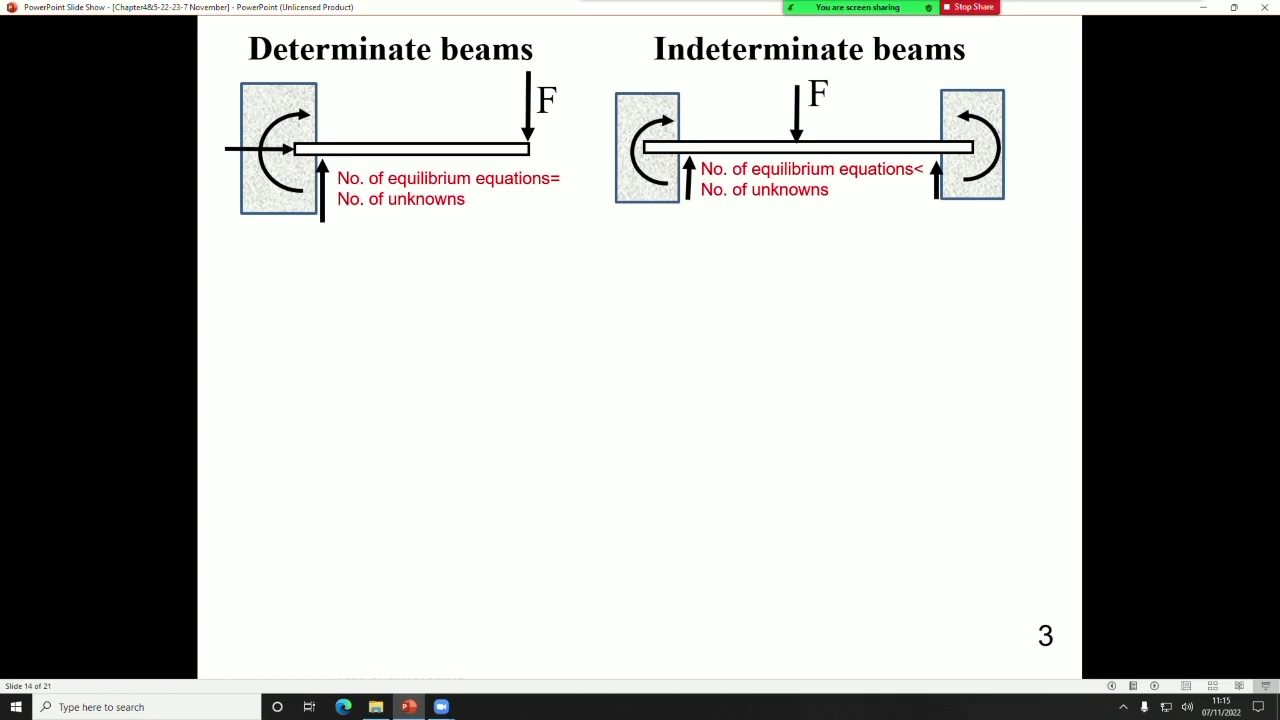 PowerPoint Slide Show - [Chapter4&5-22-23-7 November] - PowerPoint (Unlicensed Product)
You are screen sharing
Stop Share
Determinate beams
Indeterminate beams
F
F
No. of equilibrium equations=
No. of unknowns
No. of equilibrium equations<
No. of unknowns
3
Slide 14 of 21
Type here to search
11:15
07/11/2022